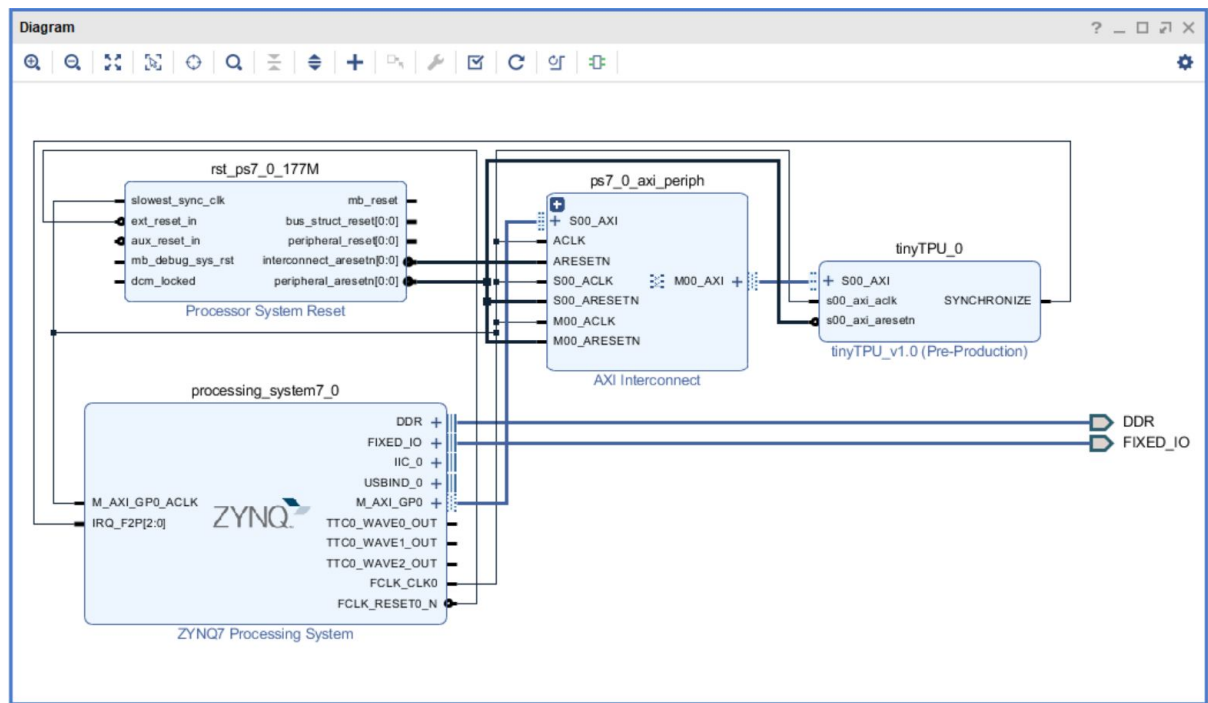 Diagram
rst_ps7_0_177M
slowest_sync_clk
ext_reset_in
aux_reset_in
mb_debug_sys_rst
dcm_locked
mb_reset
bus_struct_reset[0:0]
peripheral_reset[0:0]
interconnect_aresetn[0:0]
peripheral_aresetn[0:0]
Processor System Reset
ps7_0_axi_periph
S00_AXI
ACLK
ARESETN
S00_ACLK
S00_ARESETN
M00_ACLK
M00_ARESETN
M00_AXI
AXI Interconnect
tinyTPU_0
S00_AXI
s00_axi_aclk
s00_axi_aresetn
SYNCHRONIZE
tinyTPU_v1.0 (Pre-Production)
processing_system7_0
M_AXI_GP0_ACLK
IRQ_F2P[2:0]
ZYNQ
DDR
FIXED_IO
IIC_0
USBIND_0
M_AXI_GP0
TTC0_WAVE0_OUT
TTC0_WAVE1_OUT
TTC0_WAVE2_OUT
FCLK_CLK0
FCLK_RESET0_N
ZYNQ7 Processing System
DDR
FIXED_IO